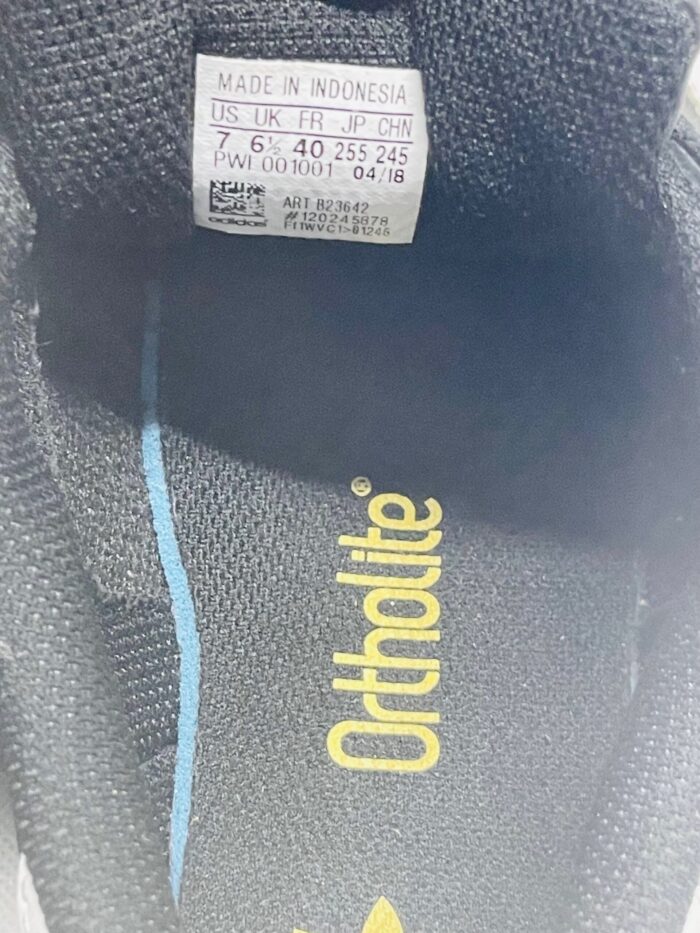 MADE IN INDONESIA
US UK FR JP CHN
7 6½ 40 255 245
PWI 001001 04/18
ART B23642
#120245878
adidas
Ortholite®